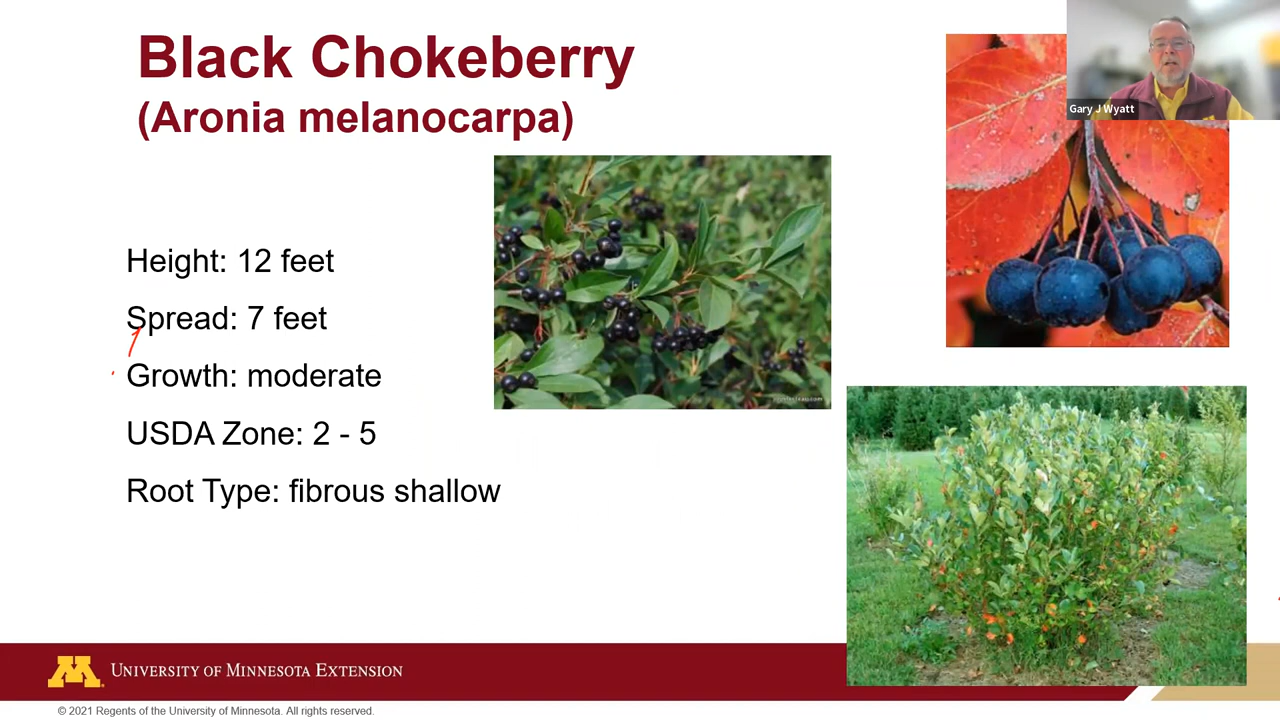 Black Chokeberry
(Aronia melanocarpa)
Gary J Wyatt
Height: 12 feet
Spread: 7 feet
Growth: moderate
USDA Zone: 2 - 5
Root Type: fibrous shallow
UNIVERSITY OF MINNESOTA EXTENSION
© 2021 Regents of the University of Minnesota. All rights reserved.